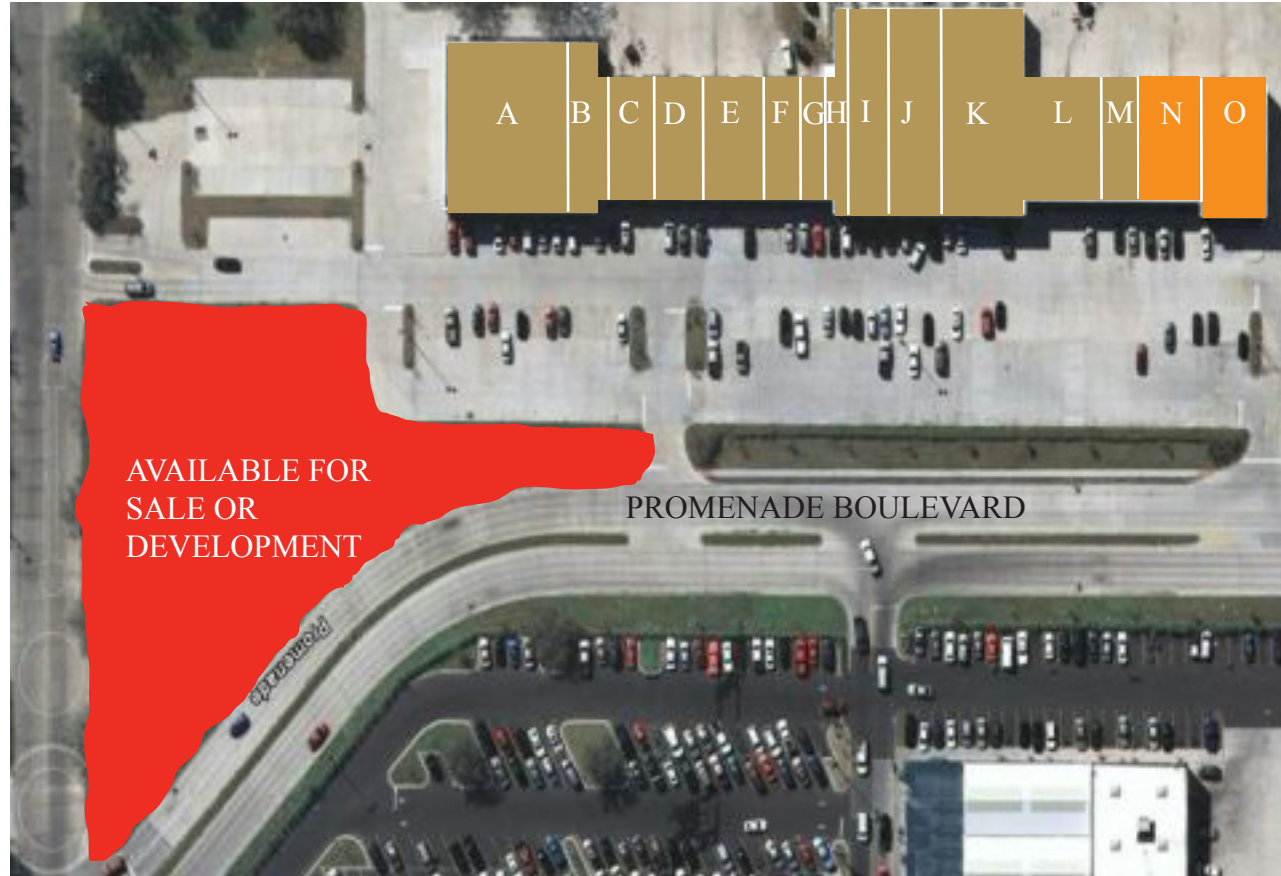 A B C D E F G H I J K L M N O
AVAILABLE FOR
SALE OR
DEVELOPMENT
PROMENADE BOULEVARD
Promenade